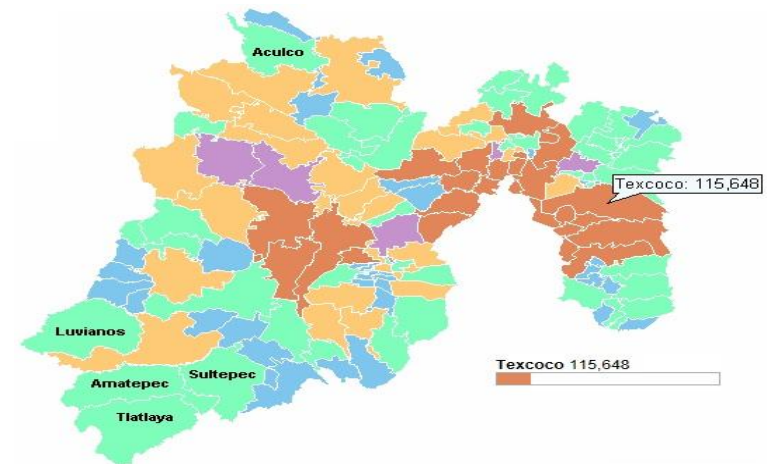 Aculco
Texcoco: 115,648
Luvianos
Texcoco 115,648
Sultepec
Amatepec
Tlatlaya